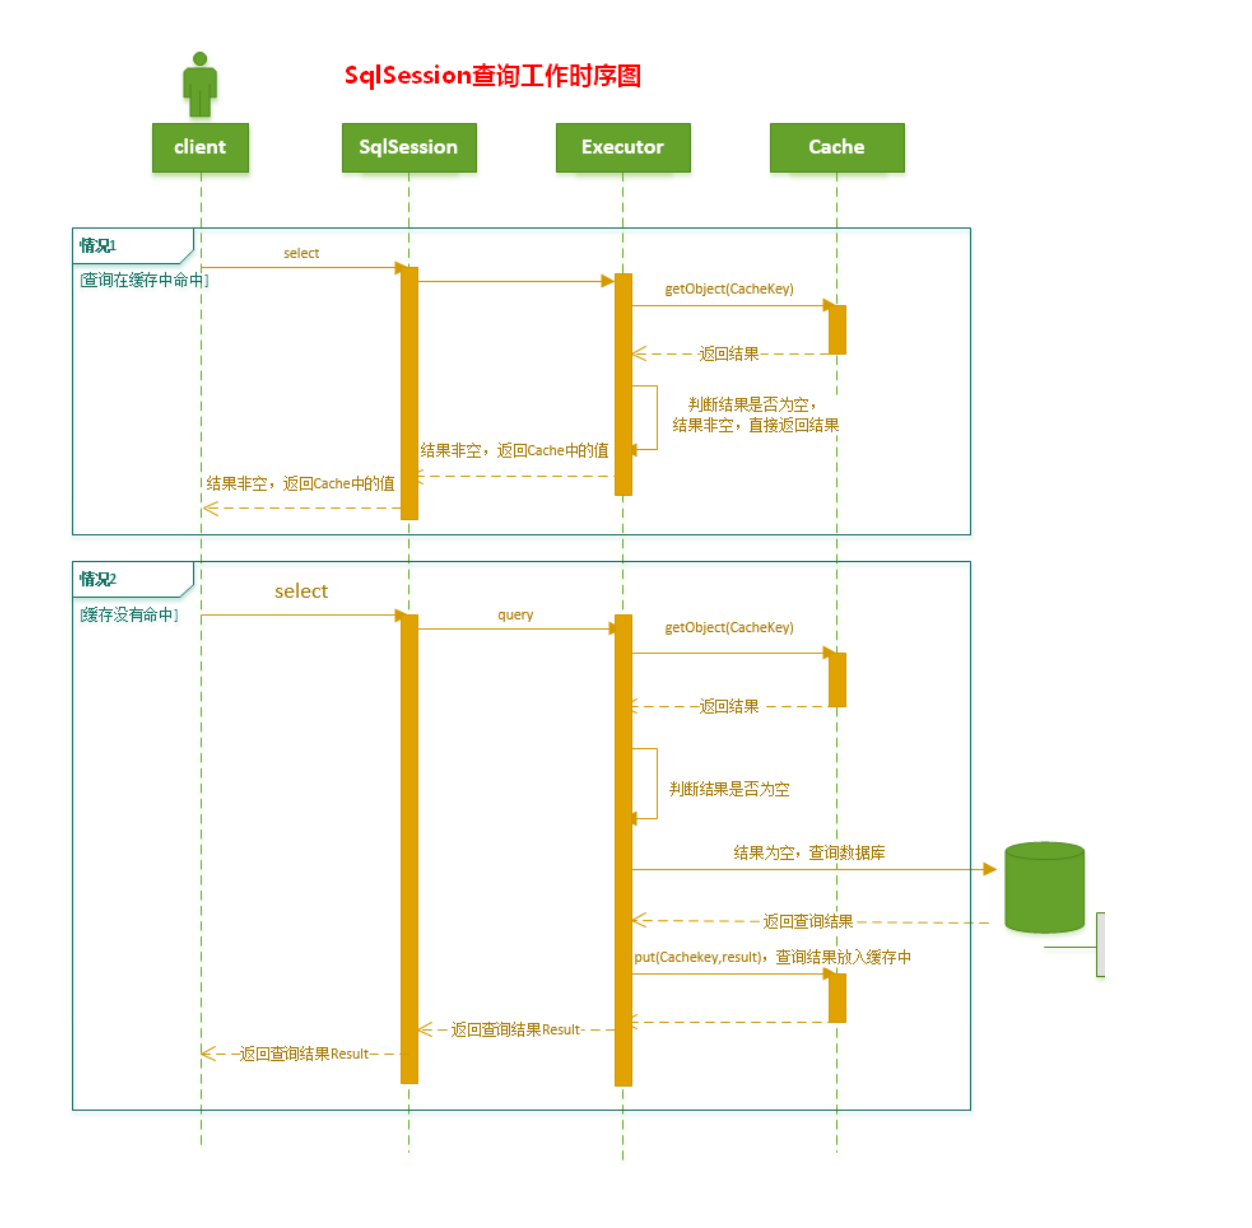 SqlSession查询工作时序图
client
SqlSession
Executor
Cache
情况1
select
[查询在缓存中命中]
getObject(CacheKey)
返回结果
判断结果是否为空，
结果非空，直接返回结果
结果非空，返回Cache中的值
结果非空，返回Cache中的值
情况2
select
[缓存没有命中]
query
getObject(CacheKey)
返回结果
判断结果是否为空
结果为空，查询数据库
返回查询结果
put(Cachekey,result)，查询结果放入缓存中
返回查询结果Result
返回查询结果Result